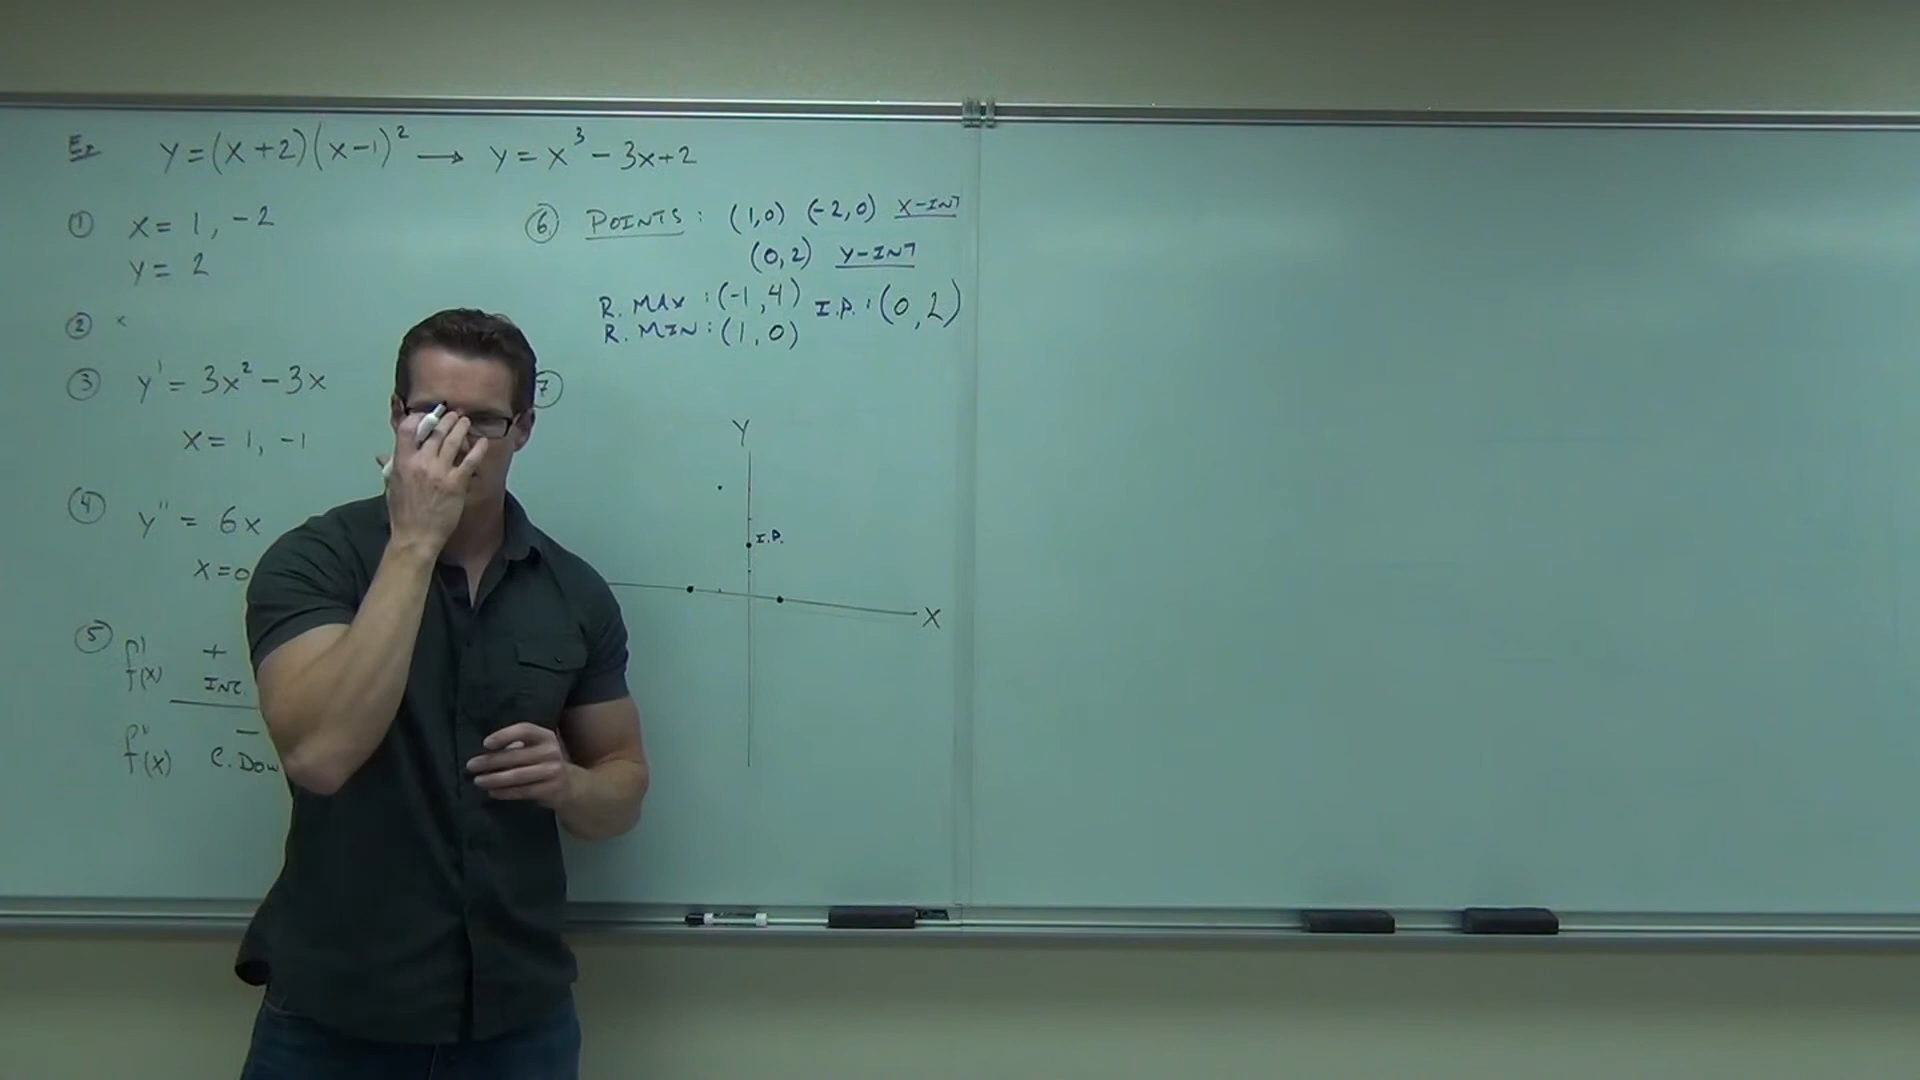 Ex y=(x+2)(x-1)² → y=x³-3x+2
① x= 1, -2
y= 2
② ×
③ y'= 3x²-3x
x= 1, -1
④ y''= 6x
x=0
⑤ f'(x) +
INC.
f''(x) -
C. Dow
⑥ POINTS: (1,0) (-2,0) X-INT
(0,2) Y-INT
R. MAX: (-1,4) I.P.: (0,2)
R. MIN: (1,0)
7
Y
I.P.
X